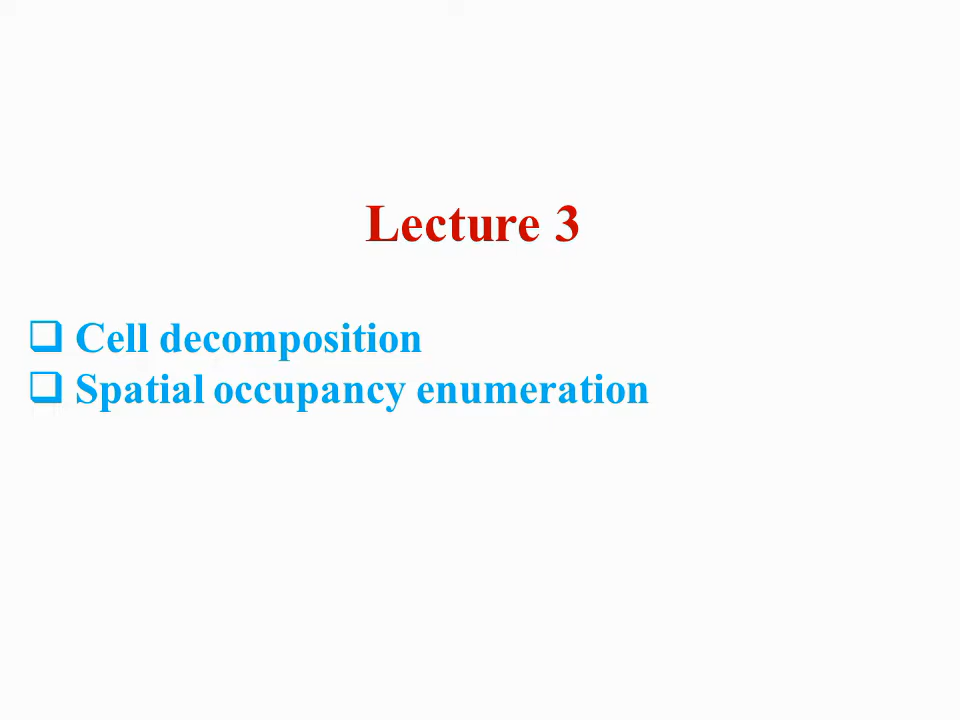 Lecture 3
❑ Cell decomposition
❑ Spatial occupancy enumeration